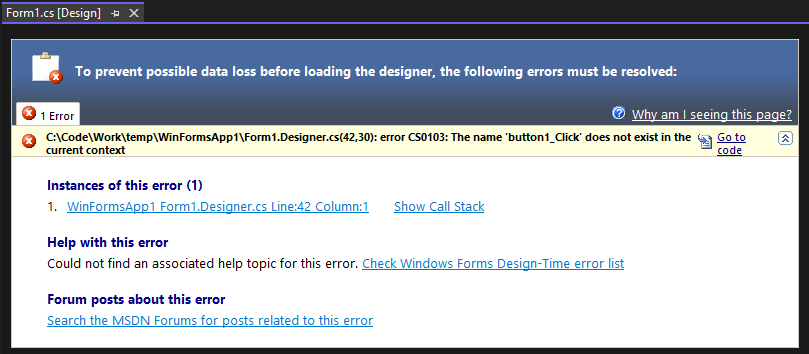 Form1.cs [Design]
To prevent possible data loss before loading the designer, the following errors must be resolved:
1 Error
Why am I seeing this page?
C:\Code\Work\temp\WinFormsApp1\Form1.Designer.cs(42,30): error CS0103: The name 'button1_Click' does not exist in the
current context
Go to
code
Instances of this error (1)
1. WinFormsApp1 Form1.Designer.cs Line:42 Column:1 Show Call Stack
Help with this error
Could not find an associated help topic for this error. Check Windows Forms Design-Time error list
Forum posts about this error
Search the MSDN Forums for posts related to this error